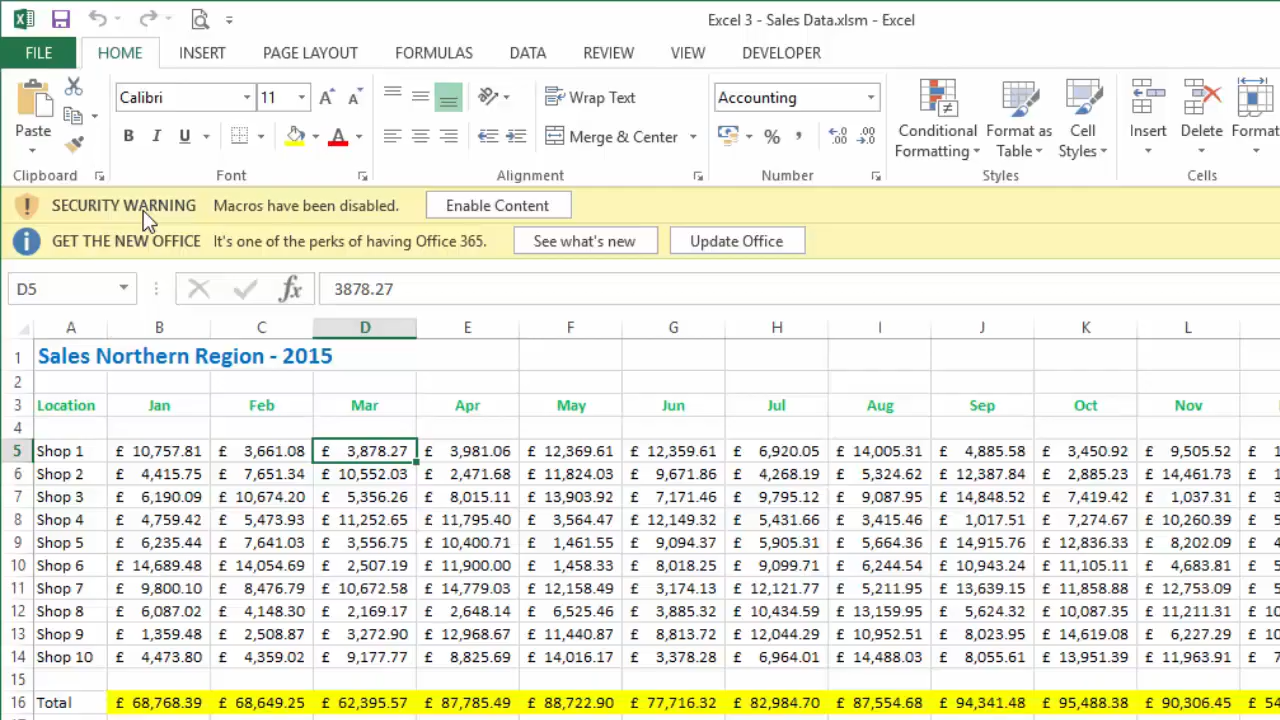 Excel 3 - Sales Data.xlsm - Excel
FILE HOME INSERT PAGE LAYOUT FORMULAS DATA REVIEW VIEW DEVELOPER
Calibri 11 Wrap Text Accounting
Paste B I U Merge & Center % , Conditional Formatting Format as Table Cell Styles Insert Delete Format
Clipboard Font Alignment Number Styles Cells
SECURITY WARNING Macros have been disabled. Enable Content
GET THE NEW OFFICE It's one of the perks of having Office 365. See what's new Update Office
D5 fx 3878.27
A B C D E F G H I J K L
1 Sales Northern Region - 2015
2
3 Location Jan Feb Mar Apr May Jun Jul Aug Sep Oct Nov
4
5 Shop 1 £ 10,757.81 £ 3,661.08 £ 3,878.27 £ 3,981.06 £ 12,369.61 £ 12,359.61 £ 6,920.05 £ 14,005.31 £ 4,885.58 £ 3,450.92 £ 9,505.52 £
6 Shop 2 £ 4,415.75 £ 7,651.34 £ 10,552.03 £ 2,471.68 £ 11,824.03 £ 9,671.86 £ 4,268.19 £ 5,324.62 £ 12,387.84 £ 2,885.23 £ 14,461.73 £
7 Shop 3 £ 6,190.09 £ 10,674.20 £ 5,356.26 £ 8,015.11 £ 13,903.92 £ 7,171.46 £ 9,795.12 £ 9,087.95 £ 14,848.52 £ 7,419.42 £ 1,037.31 £
8 Shop 4 £ 4,759.42 £ 5,473.93 £ 11,252.65 £ 11,795.40 £ 3,564.47 £ 12,149.32 £ 5,431.66 £ 3,415.46 £ 1,017.51 £ 7,274.67 £ 10,260.39 £
9 Shop 5 £ 6,235.44 £ 7,641.03 £ 3,556.75 £ 10,400.71 £ 1,461.55 £ 9,094.37 £ 5,905.31 £ 5,664.36 £ 14,915.76 £ 12,836.33 £ 8,202.09 £
10 Shop 6 £ 14,689.48 £ 14,054.69 £ 2,507.19 £ 11,900.00 £ 1,458.33 £ 8,018.25 £ 9,099.71 £ 6,244.54 £ 10,943.24 £ 11,105.11 £ 4,683.81 £
11 Shop 7 £ 9,800.10 £ 8,476.79 £ 10,672.58 £ 14,779.03 £ 12,158.49 £ 3,174.13 £ 12,121.77 £ 5,211.95 £ 13,639.15 £ 11,858.88 £ 12,753.09 £
12 Shop 8 £ 6,087.02 £ 4,148.30 £ 2,169.17 £ 2,648.14 £ 6,525.46 £ 3,885.32 £ 10,434.59 £ 13,159.95 £ 5,624.32 £ 10,087.35 £ 11,211.31 £
13 Shop 9 £ 1,359.48 £ 2,508.87 £ 3,272.90 £ 12,968.67 £ 11,440.87 £ 8,813.72 £ 12,044.29 £ 10,952.51 £ 8,023.95 £ 14,619.08 £ 6,227.29 £
14 Shop 10 £ 4,473.80 £ 4,359.02 £ 9,177.77 £ 8,825.69 £ 14,016.17 £ 3,378.28 £ 6,964.01 £ 14,488.03 £ 8,055.61 £ 13,951.39 £ 11,963.91 £
15
16 Total £ 68,768.39 £ 68,649.25 £ 62,395.57 £ 87,785.49 £ 88,722.90 £ 77,716.32 £ 82,984.70 £ 87,554.68 £ 94,341.48 £ 95,488.38 £ 90,306.45 £